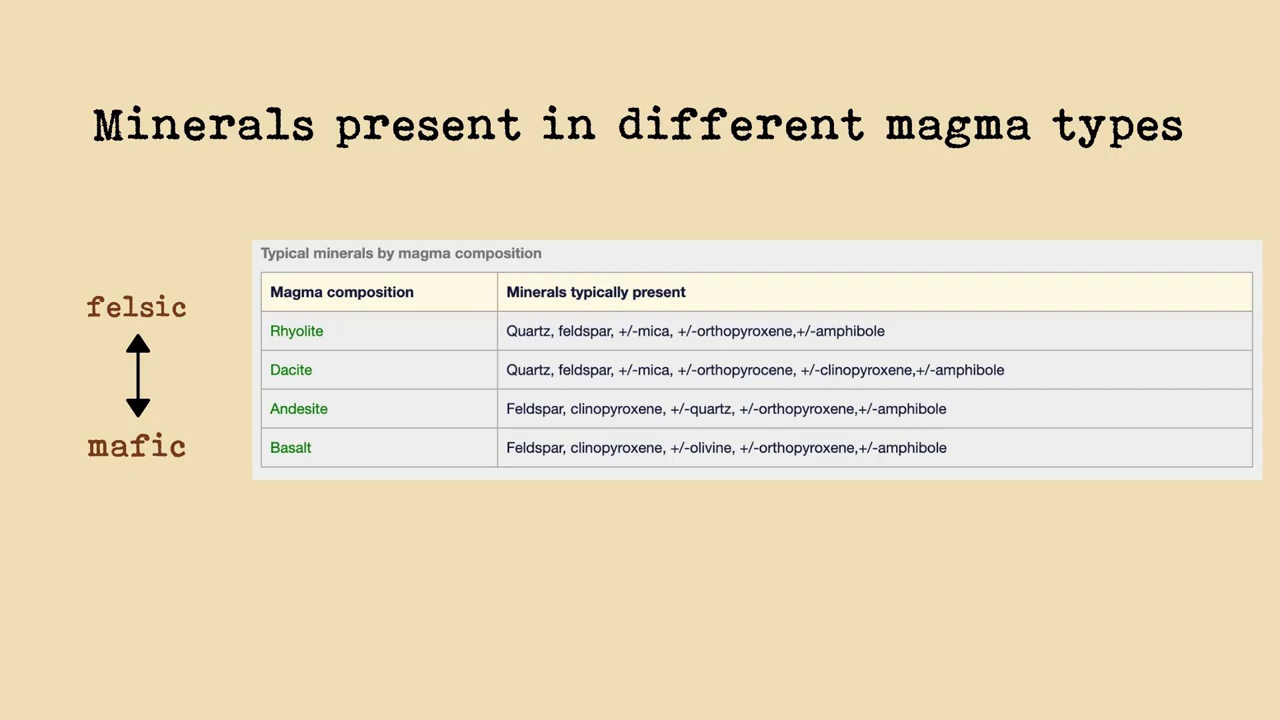 Minerals present in different magma types
Typical minerals by magma composition
Magma composition Minerals typically present
felsic
Rhyolite Quartz, feldspar, +/-mica, +/-orthopyroxene,+/-amphibole
Dacite Quartz, feldspar, +/-mica, +/-orthopyrocene, +/-clinopyroxene,+/-amphibole
Andesite Feldspar, clinopyroxene, +/-quartz, +/-orthopyroxene,+/-amphibole
mafic
Basalt Feldspar, clinopyroxene, +/-olivine, +/-orthopyroxene,+/-amphibole